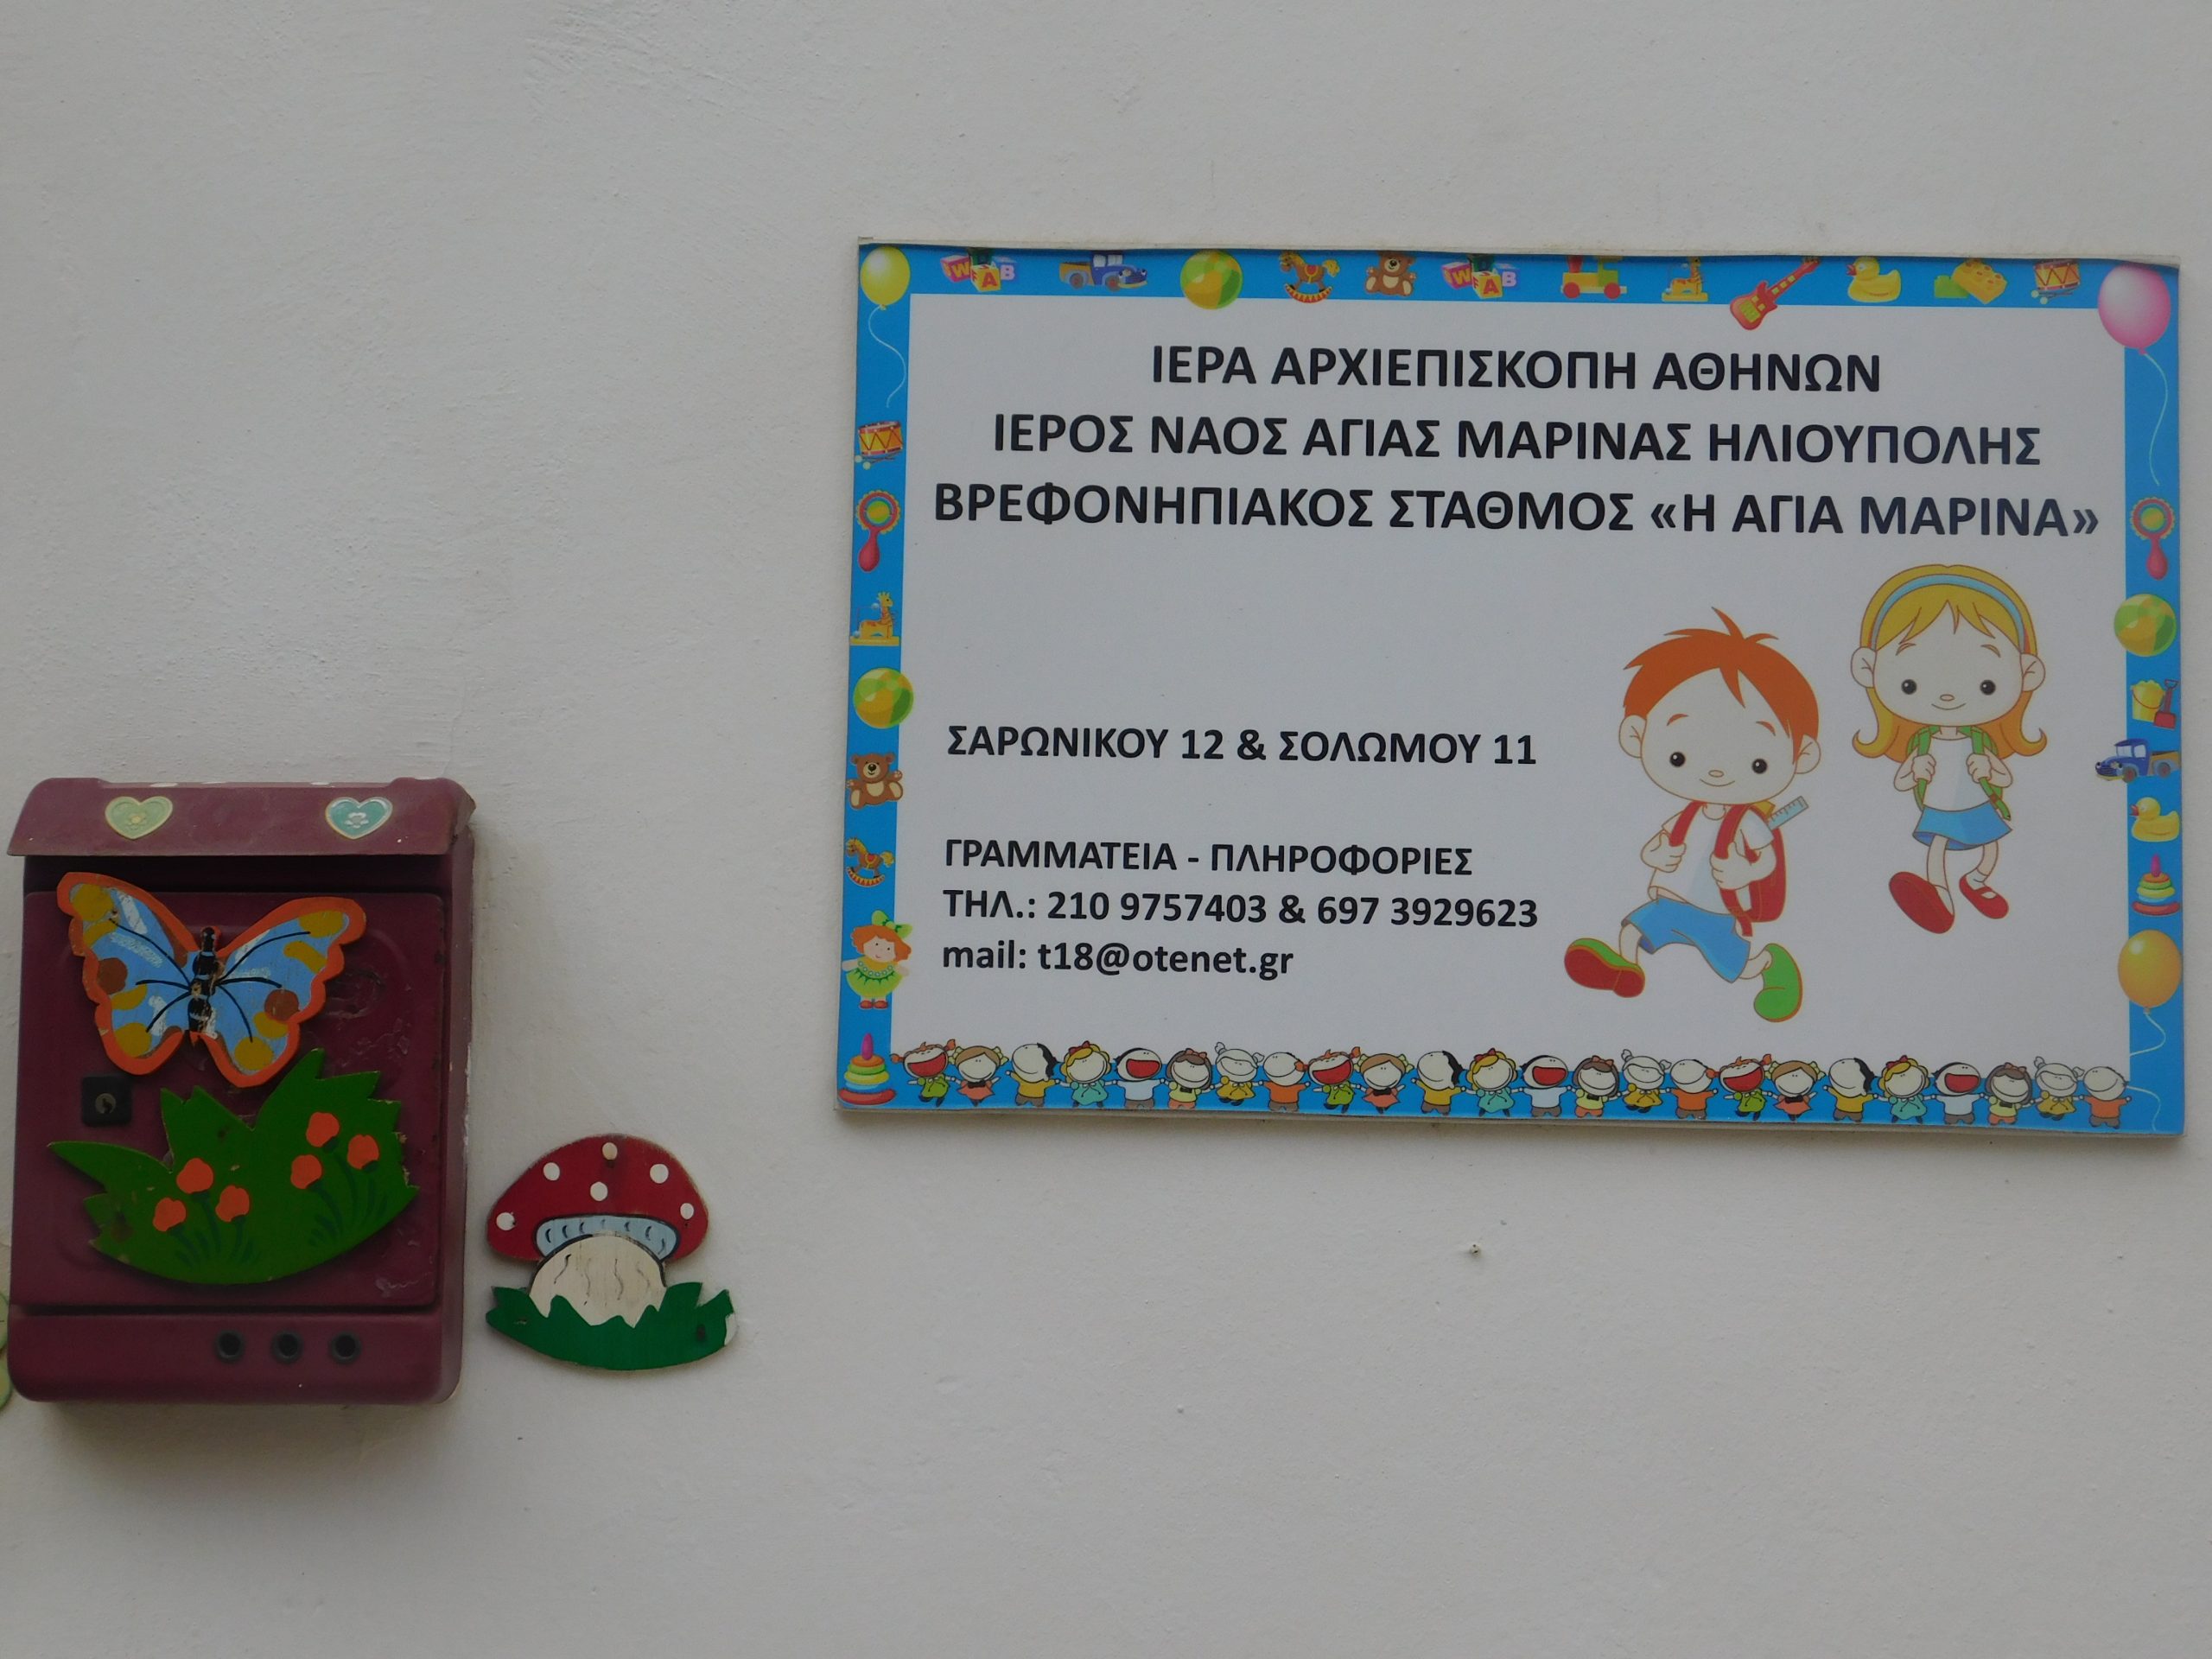 ΙΕΡΑ ΑΡΧΙΕΠΙΣΚΟΠΗ ΑΘΗΝΩΝ
ΙΕΡΟΣ ΝΑΟΣ ΑΓΙΑΣ ΜΑΡΙΝΑΣ ΗΛΙΟΥΠΟΛΗΣ
ΒΡΕΦΟΝΗΠΙΑΚΟΣ ΣΤΑΘΜΟΣ «Η ΑΓΙΑ ΜΑΡΙΝΑ»
ΣΑΡΩΝΙΚΟΥ 12 & ΣΟΛΩΜΟΥ 11
ΓΡΑΜΜΑΤΕΙΑ - ΠΛΗΡΟΦΟΡΙΕΣ
ΤΗΛ.: 210 9757403 & 697 3929623
mail: t18@otenet.gr